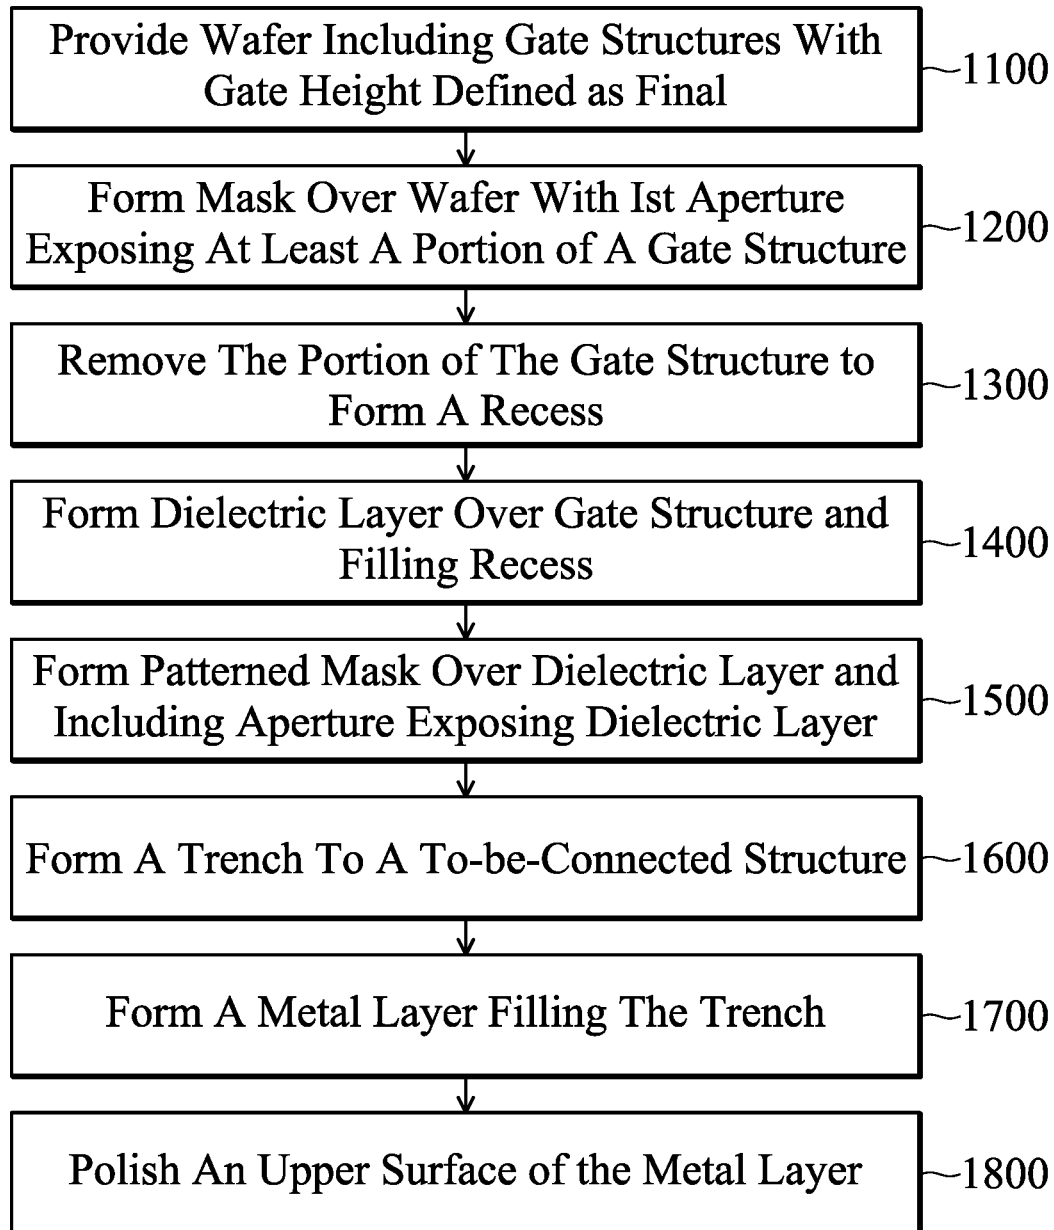 Provide Wafer Including Gate Structures With
Gate Height Defined as Final
1100
Form Mask Over Wafer With Ist Aperture
Exposing At Least A Portion of A Gate Structure
1200
Remove The Portion of The Gate Structure to
Form A Recess
1300
Form Dielectric Layer Over Gate Structure and
Filling Recess
1400
Form Patterned Mask Over Dielectric Layer and
Including Aperture Exposing Dielectric Layer
1500
Form A Trench To A To-be-Connected Structure
1600
Form A Metal Layer Filling The Trench
1700
Polish An Upper Surface of the Metal Layer
1800